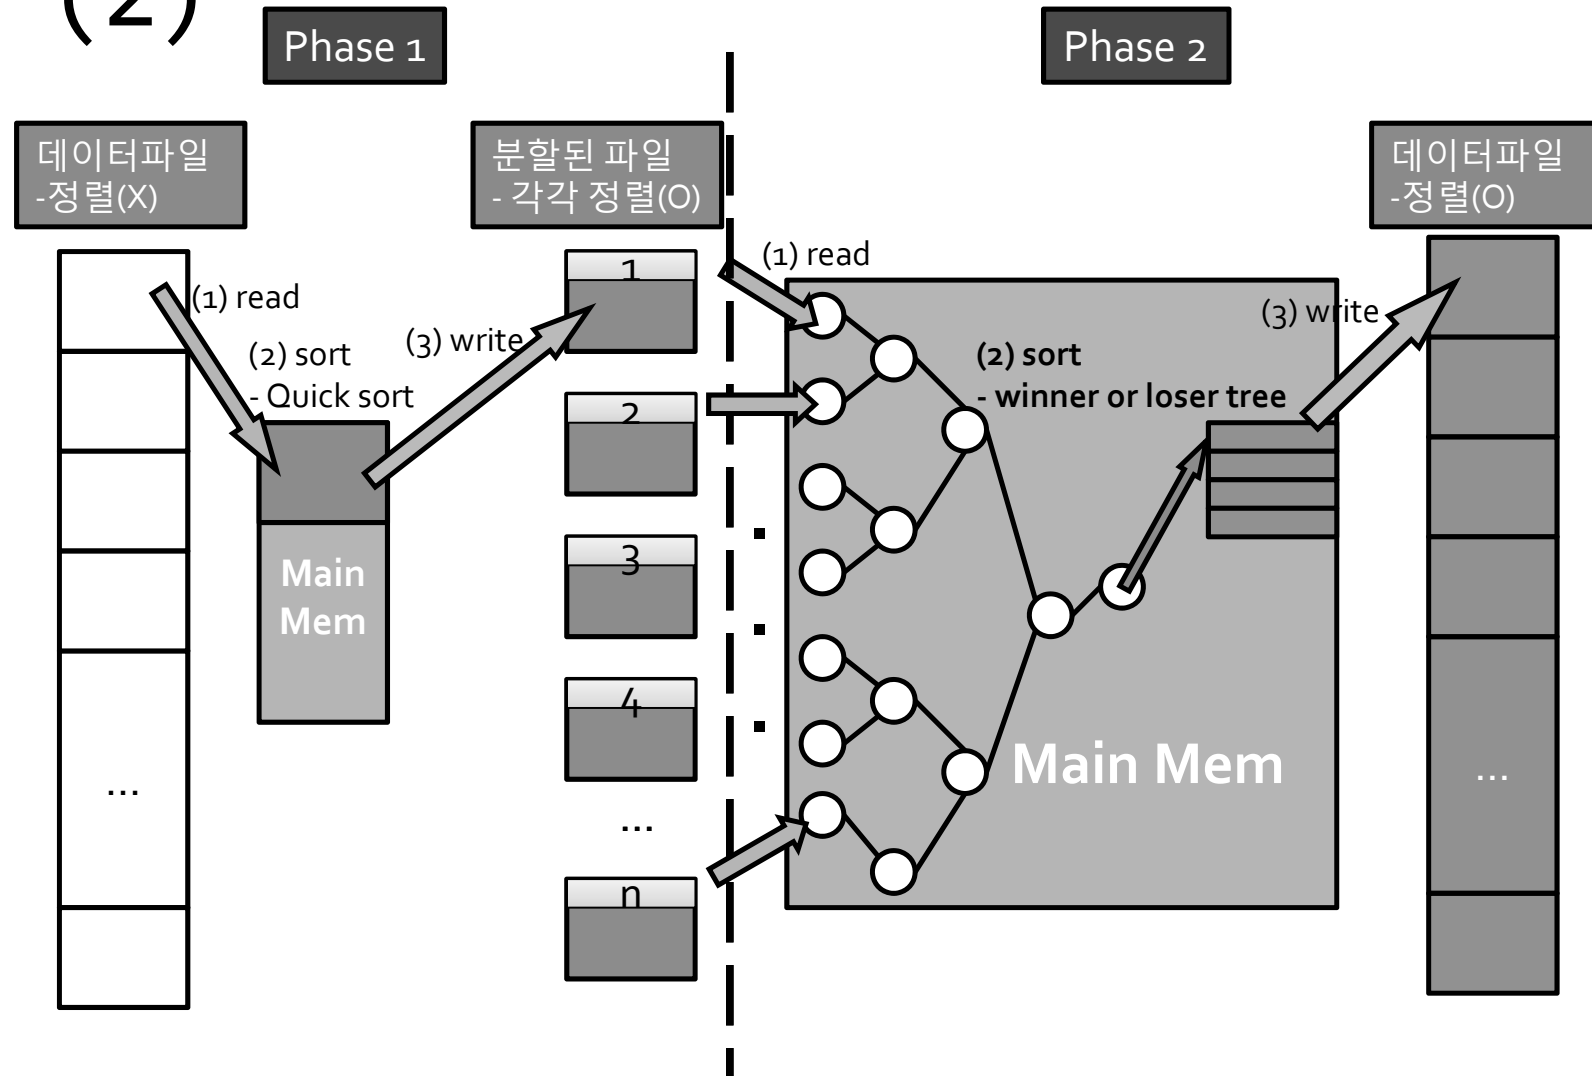 (2)
Phase 1
Phase 2
데이터파일
-정렬(X)
분할된 파일
- 각각 정렬(O)
데이터파일
-정렬(O)
(1) read
(2) sort
- Quick sort
(3) write
Main
Mem
...
1
2
3
4
...
n
(1) read
(2) sort
- winner or loser tree
(3) write
Main Mem
...